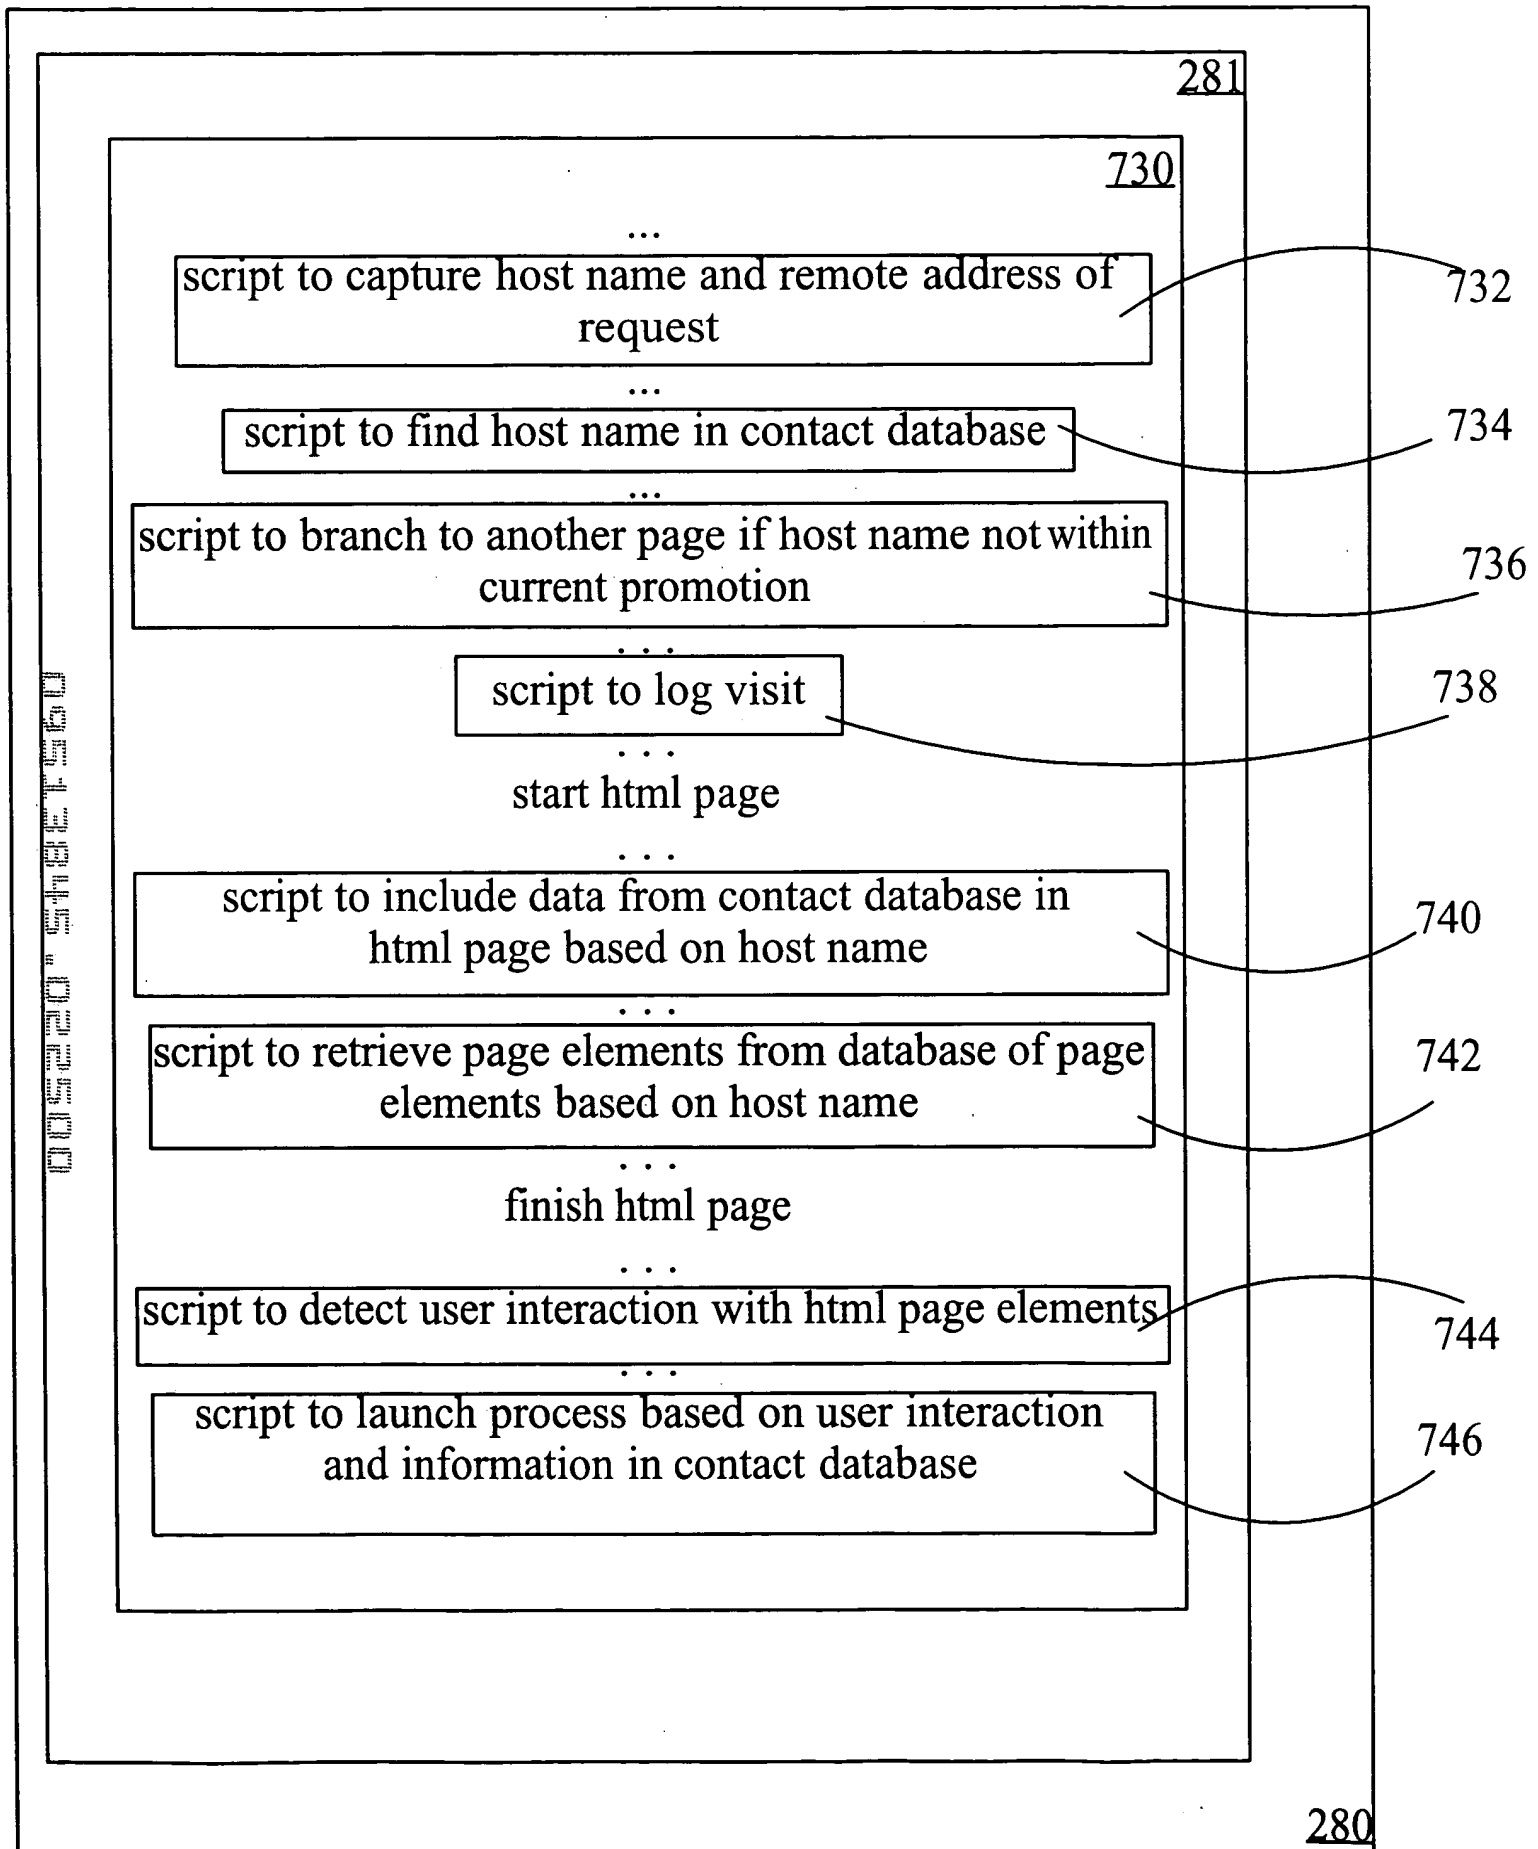 281
730
...
script to capture host name and remote address of
request
732
...
script to find host name in contact database
734
...
script to branch to another page if host name not within
current promotion
736
. . .
script to log visit
738
. . .
start html page
. . .
script to include data from contact database in
html page based on host name
740
. . .
script to retrieve page elements from database of page
elements based on host name
742
. . .
finish html page
. . .
script to detect user interaction with html page elements
744
. . .
script to launch process based on user interaction
and information in contact database
746
280
09513845.022500